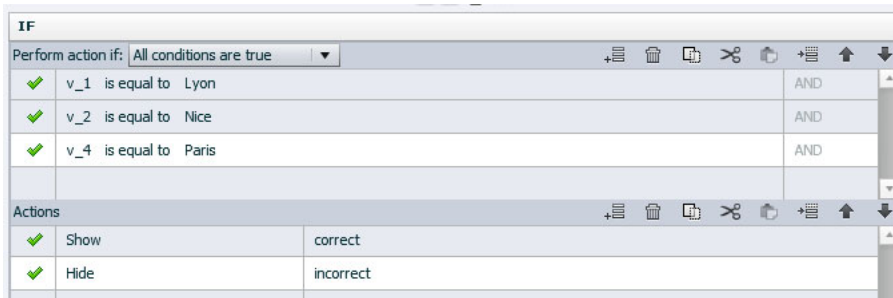 IF
Perform action if: All conditions are true
v_1 is equal to Lyon AND
v_2 is equal to Nice AND
v_4 is equal to Paris AND
Actions
Show correct
Hide incorrect